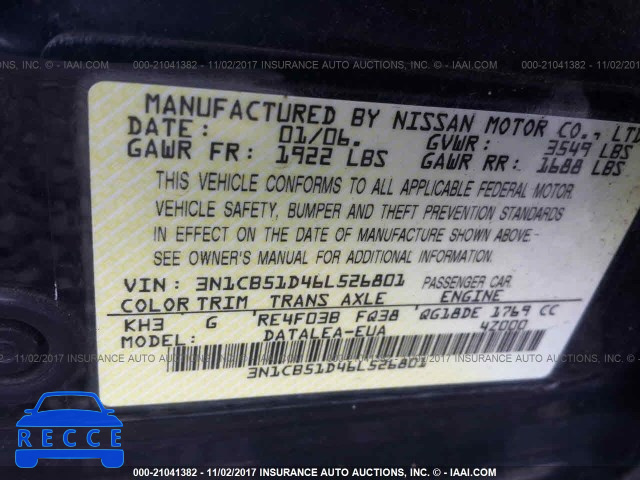 000-21041382 - 11/02/2017 INSURANCE AUTO AUCTIONS, INC. - IAAI.COM
MANUFACTURED BY NISSAN MOTOR CO., LTD
DATE: 01/06. GVWR: 3549 LBS
GAWR FR: 1922 LBS GAWR RR: 1688 LBS
THIS VEHICLE CONFORMS TO ALL APPLICABLE FEDERAL MOTOR
VEHICLE SAFETY, BUMPER AND THEFT PREVENTION STANDARDS
IN EFFECT ON THE DATE OF MANUFACTURE SHOWN ABOVE.
SEE OWNER'S MANUAL FOR ADDITIONAL INFORMATION.
VIN: 3N1CB51D46L526801 PASSENGER CAR
COLOR TRIM TRANS AXLE ENGINE
KH3 G RE4F03B FQ38 QG18DE 1769 CC
MODEL: DATALEA-EUA 4Z000
3N1CB51D46L526801
000-21041382 - 11/02/2017 INSURANCE AUTO AUCTIONS, INC. - IAAI.COM
RECCE
000-21041382 - 11/02/2017 INSURANCE AUTO AUCTIONS, INC. - IAAI.COM